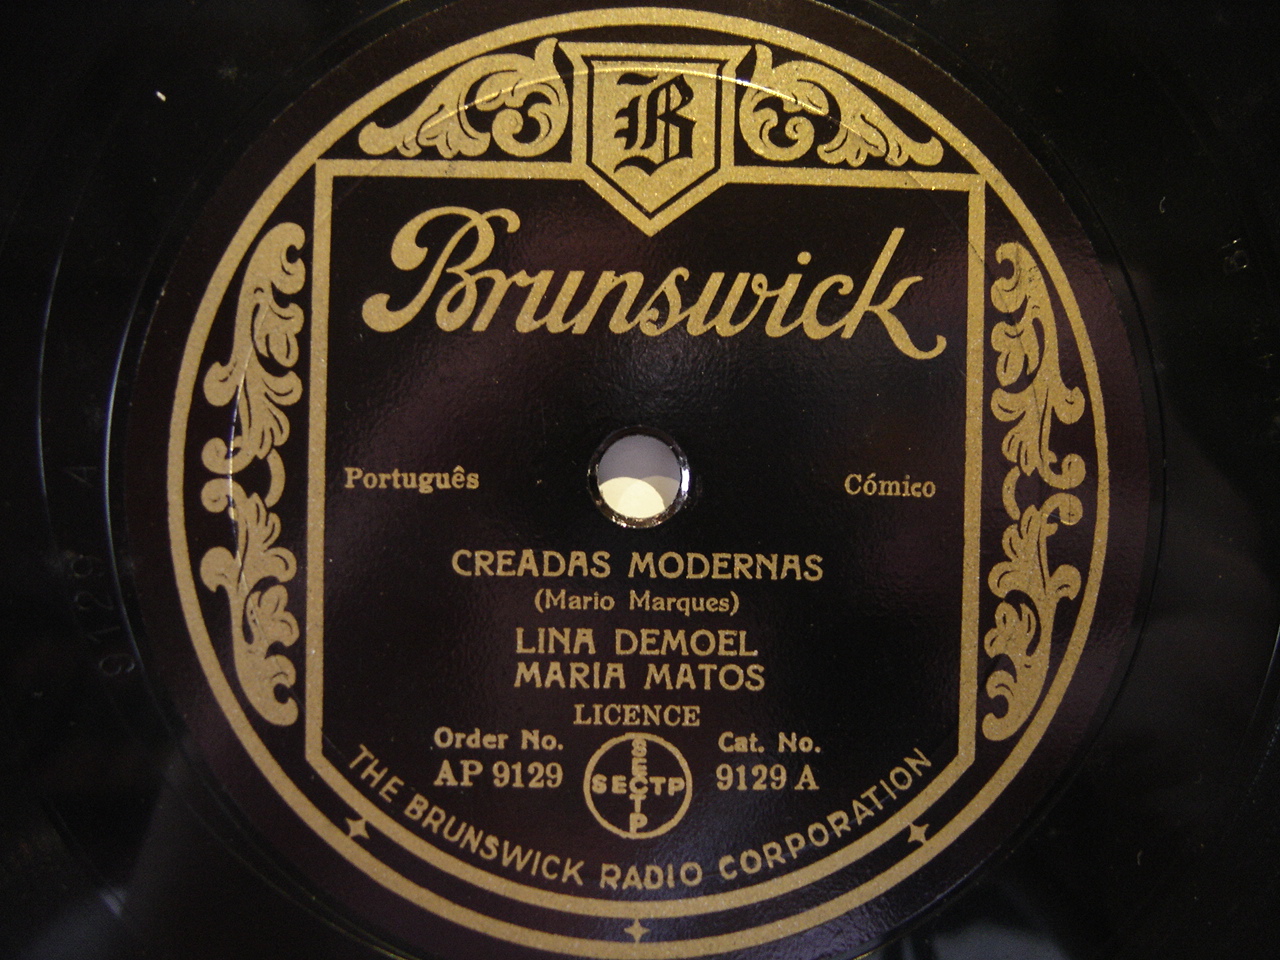 B
Brunswick
Português
Cómico
CREADAS MODERNAS
(Mario Marques)
LINA DEMOEL
MARIA MATOS
LICENCE
Order No.
AP 9129
SECTP
SECTP
Cat. No.
9129 A
THE BRUNSWICK RADIO CORPORATION
9129 A
B